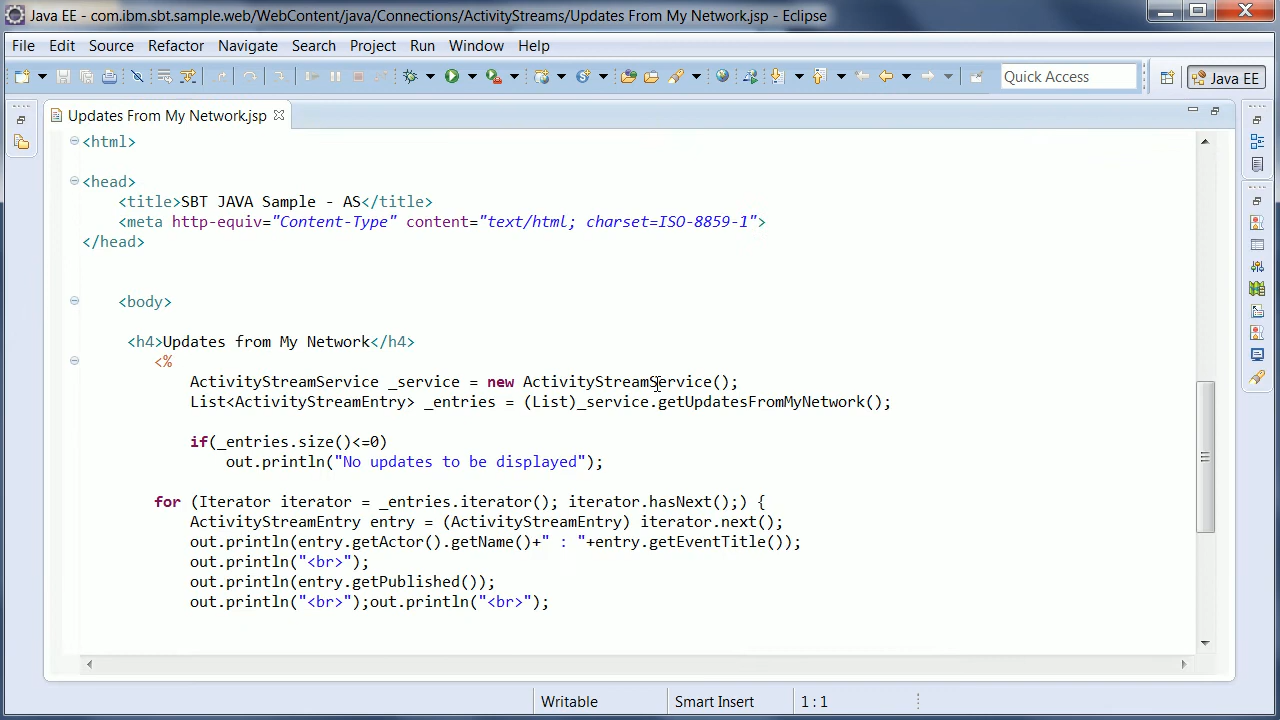 Java EE - com.ibm.sbt.sample.web/WebContent/java/Connections/ActivityStreams/Updates From My Network.jsp - Eclipse
File Edit Source Refactor Navigate Search Project Run Window Help
Quick Access
Java EE
Updates From My Network.jsp
<html>
<head>
<title>SBT JAVA Sample - AS</title>
<meta http-equiv="Content-Type" content="text/html; charset=ISO-8859-1">
</head>
<body>
<h4>Updates from My Network</h4>
<%
ActivityStreamService _service = new ActivityStreamService();
List<ActivityStreamEntry> _entries = (List)_service.getUpdatesFromMyNetwork();
if(_entries.size()<=0)
out.println("No updates to be displayed");
for (Iterator iterator = _entries.iterator(); iterator.hasNext();) {
ActivityStreamEntry entry = (ActivityStreamEntry) iterator.next();
out.println(entry.getActor().getName()+" : "+entry.getEventTitle());
out.println("<br>");
out.println(entry.getPublished());
out.println("<br>");out.println("<br>");
Writable Smart Insert 1 : 1